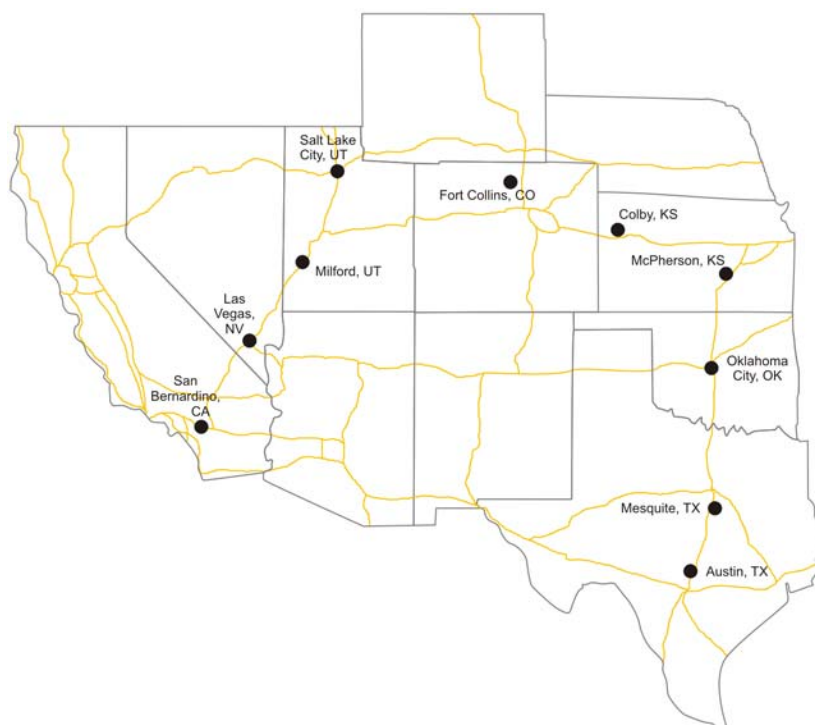 Salt Lake
City, UT
Fort Collins, CO
Colby, KS
Milford, UT
McPherson, KS
Las
Vegas,
NV
Oklahoma
City, OK
San
Bernardino,
CA
Mesquite, TX
Austin, TX